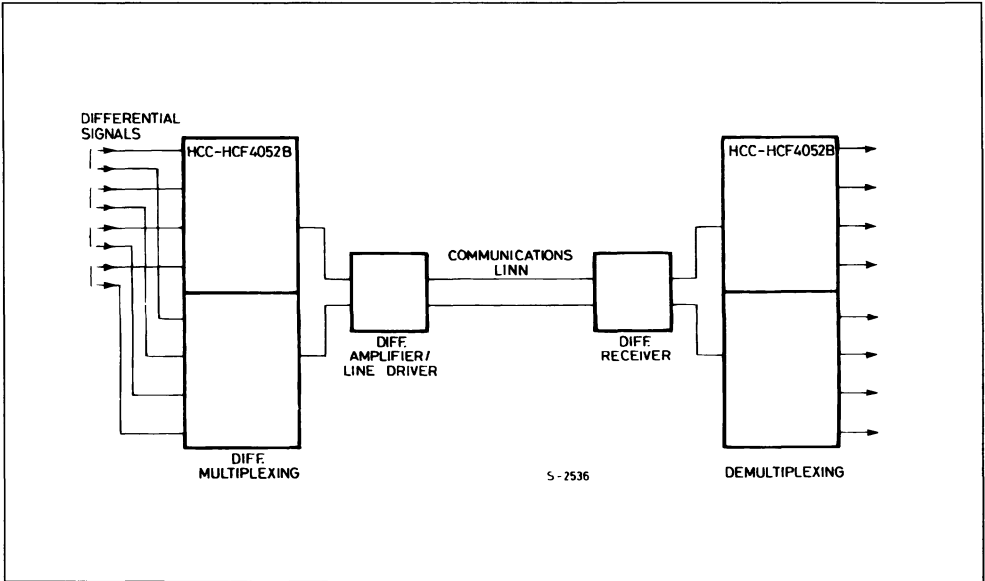 DIFFERENTIAL
SIGNALS
HCC-HCF4052B
HCC-HCF4052B
COMMUNICATIONS
LINN
DIFF.
AMPLIFIER/
LINE DRIVER
DIFF.
RECEIVER
DIFF.
MULTIPLEXING
S-2536
DEMULTIPLEXING